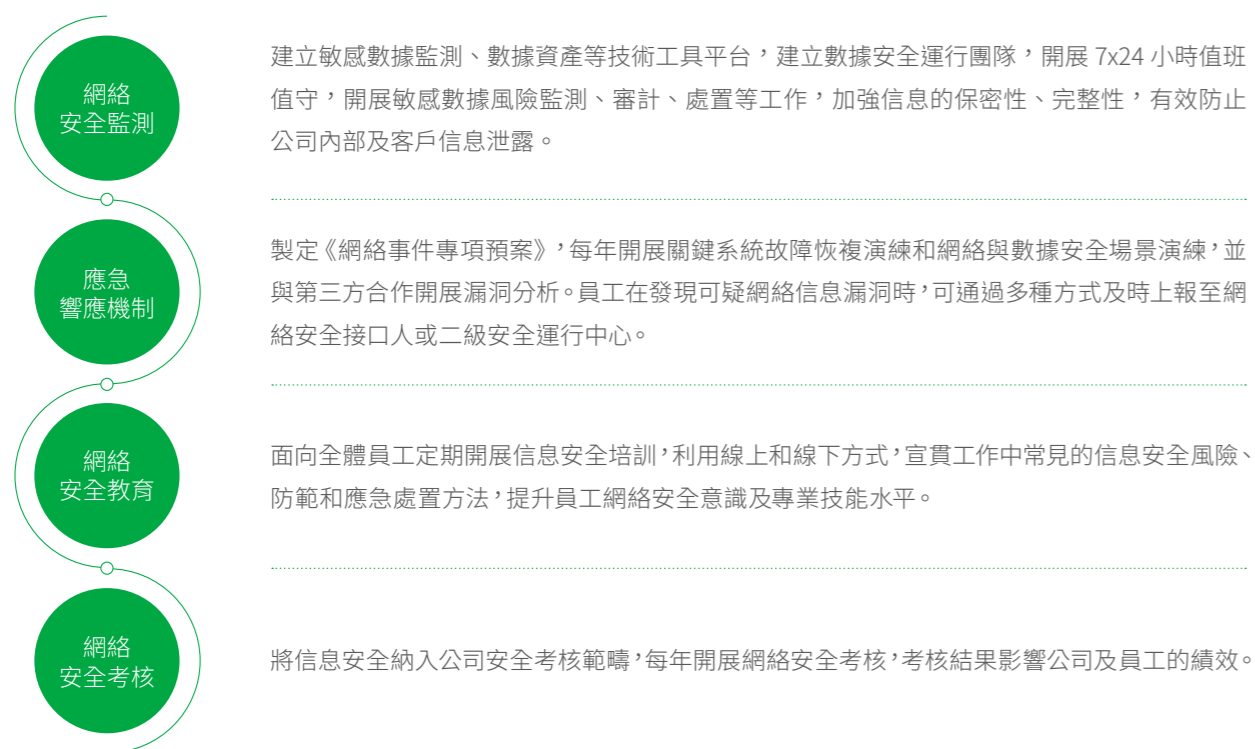 網絡
安全監測
建立敏感數據監測、數據資產等技術工具平台，建立數據安全運行團隊，開展 7x24 小時值班
值守，開展敏感數據風險監測、審計、處置等工作，加強信息的保密性、完整性，有效防止
公司內部及客戶信息泄露。
應急
響應機制
製定《網絡事件專項預案》，每年開展關鍵系統故障恢複演練和網絡與數據安全場景演練，並
與第三方合作開展漏洞分析。員工在發現可疑網絡信息漏洞時，可通過多種方式及時上報至網
絡安全接口人或二級安全運行中心。
網絡
安全教育
面向全體員工定期開展信息安全培訓，利用線上和線下方式，宣貫工作中常見的信息安全風險、
防範和應急處置方法，提升員工網絡安全意識及專業技能水平。
網絡
安全考核
將信息安全納入公司安全考核範疇，每年開展網絡安全考核，考核結果影響公司及員工的績效。